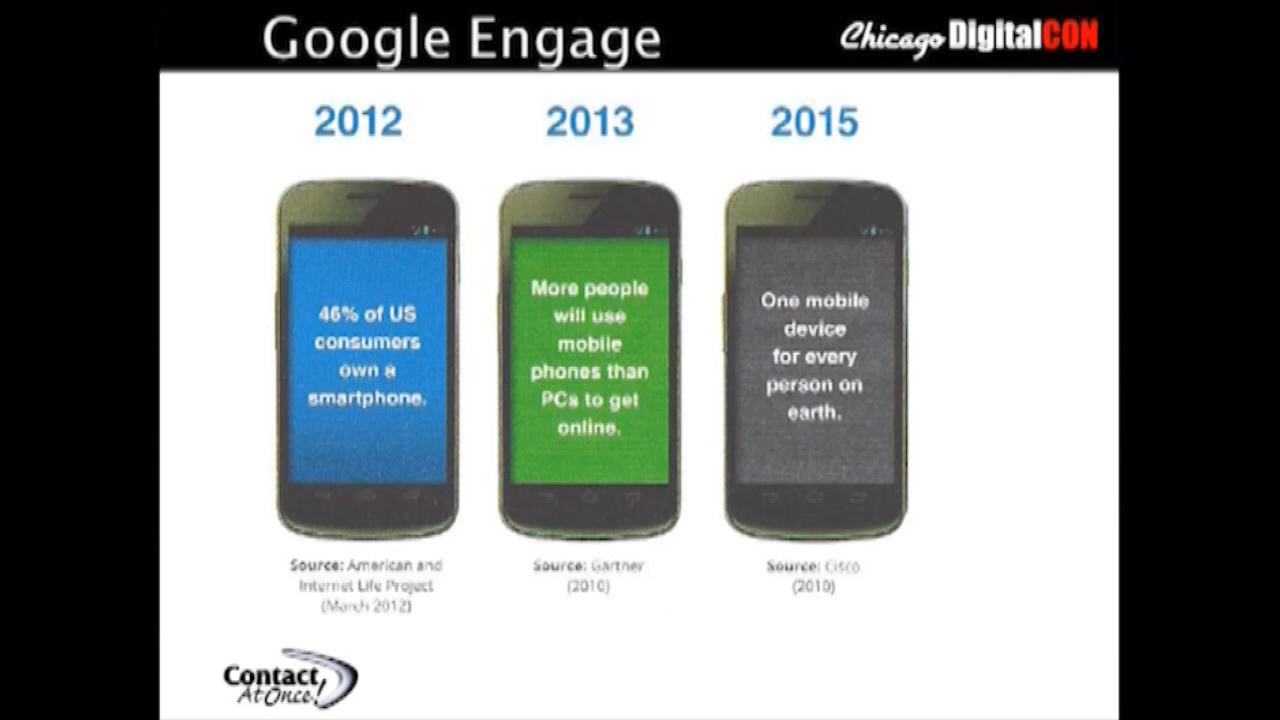 Google Engage
Chicago DigitalCON
2012
2013
2015
46% of US
consumers
own a
smartphone.
More people
will use
mobile
phones than
PCs to get
online.
One mobile
device
for every
person on
earth.
Source: American and
Internet Life Project
(March 2012)
Source: Gartner
(2010)
Source: Cisco
(2010)
Contact
At Once!